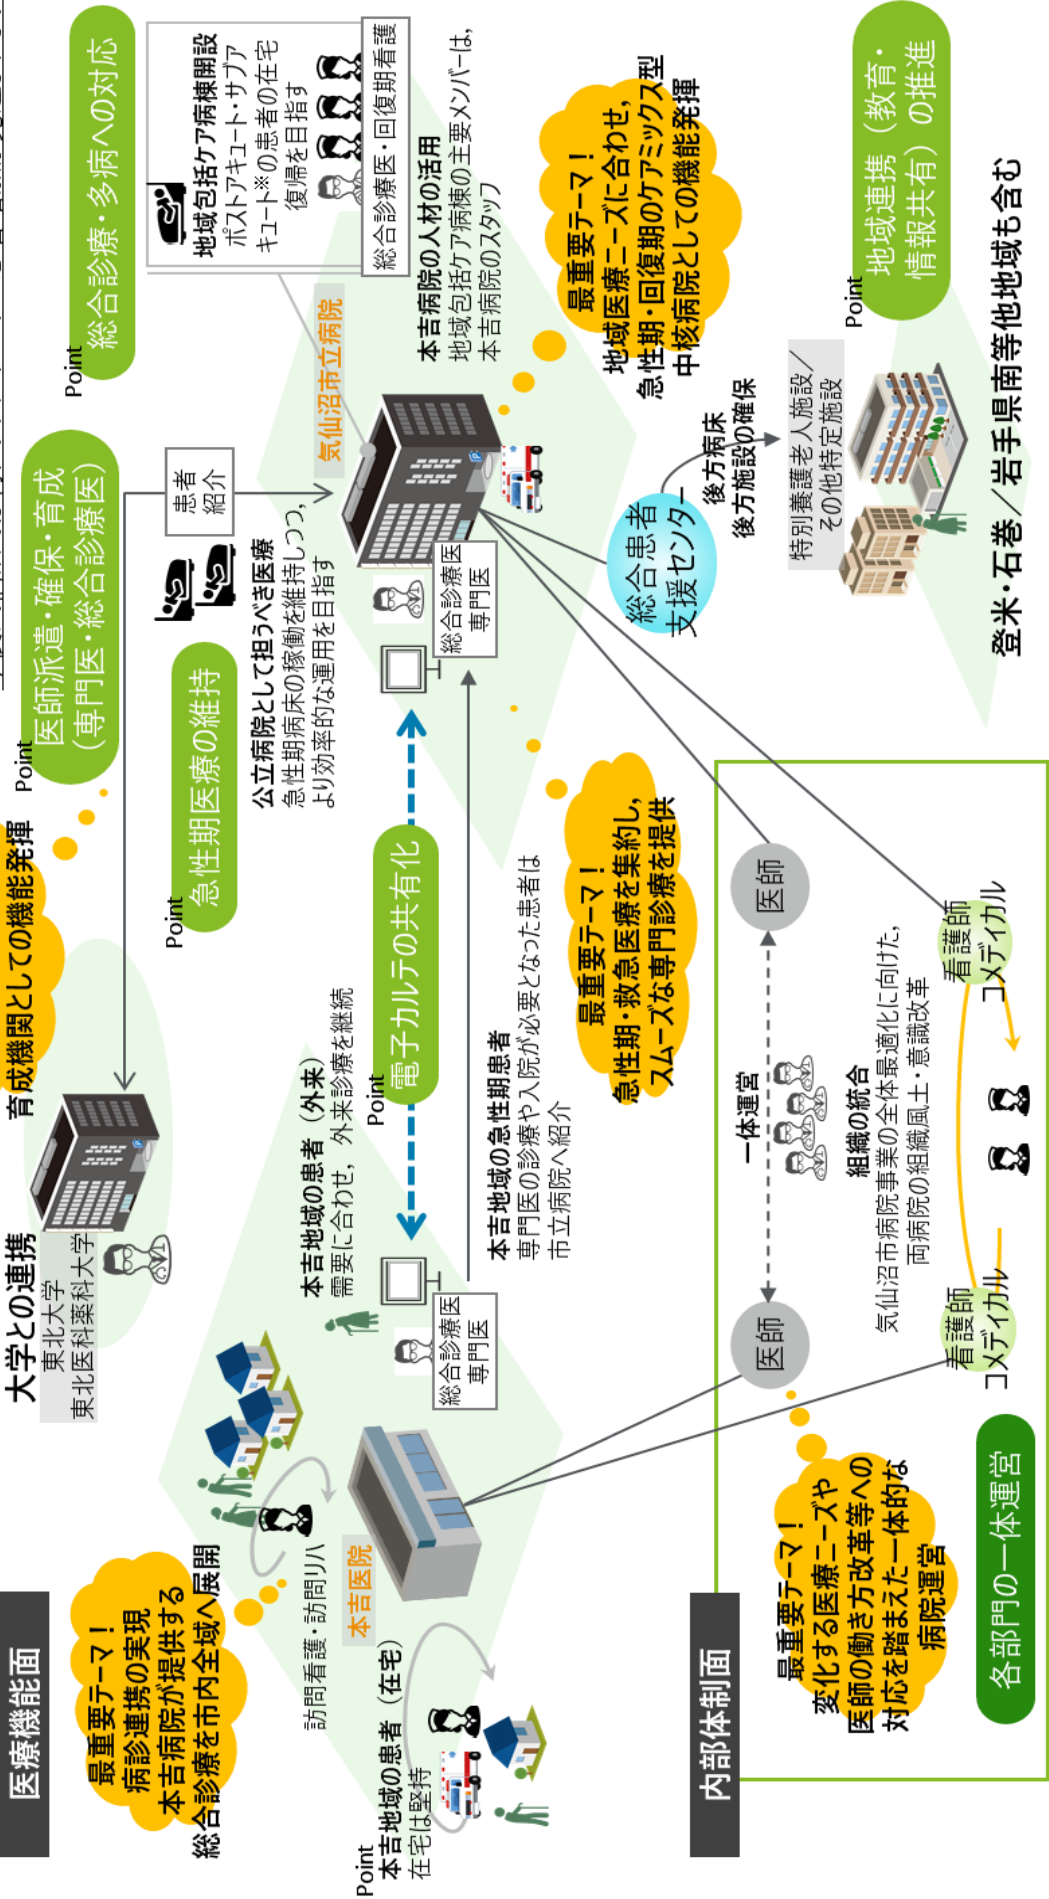 医療機能面
最重要テーマ！
病診連携の実現
本吉病院が提供する
総合診療を市内全域へ展開
大学との連携
東北大学
東北医科薬科大学
育成機関としての機能発揮
Point
医師派遣・確保・育成
（専門医・総合診療医）
Point
総合診療・多病への対応
患者
紹介
Point
急性期医療の維持
公立病院として担うべき医療
急性期病床の稼働を維持しつつ，
より効率的な運用を目指す
地域包括ケア病棟開設
ポストアキュート・サブア
キュート※の患者の在宅
復帰を目指す
総合診療医・回復期看護
気仙沼市立病院
本吉病院の人材の活用
地域包括ケア病棟の主要メンバーは，
本吉病院のスタッフ
訪問看護・訪問リハ
本吉医院
本吉地域の患者（外来）
需要に合わせ，外来診療を継続
Point
電子カルテの共有化
総合診療医
専門医
総合診療医
専門医
Point
本吉地域の患者（在宅）
在宅は堅持
本吉地域の急性期患者
専門医の診療や入院が必要となった患者は
市立病院へ紹介
最重要テーマ！
急性期・救急医療を集約し，
スムーズな専門診療を提供
最重要テーマ！
地域医療ニーズに合わせ，
急性期・回復期のケアミックス型
中核病院としての機能発揮
総合患者
支援センター
後方病床
後方施設の確保
特別養護老人施設／
その他特定施設
Point
地域連携（教育・
情報共有）の推進
登米・石巻／岩手県南等他地域も含む
内部体制面
最重要テーマ！
変化する医療ニーズや
医師の働き方改革等への
対応を踏まえた一体的な
病院運営
各部門の一体運営
医師
一体運営
医師
組織の統合
気仙沼市病院事業の全体最適化に向けた，
両病院の組織風土・意識改革
看護師
コメディカル
看護師
コメディカル